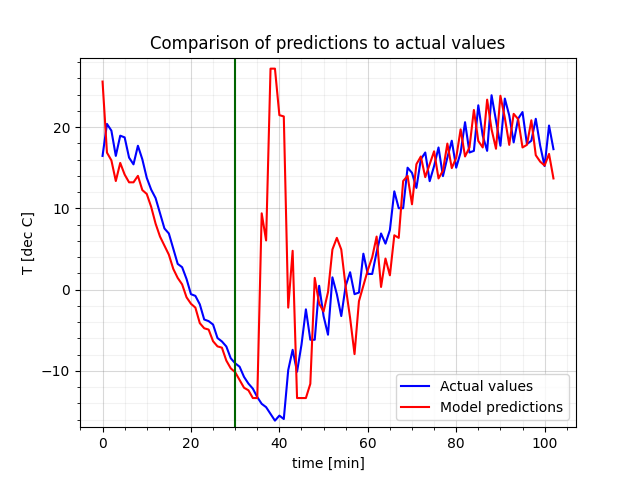 Comparison of predictions to actual values
T [dec C]
20
10
0
−10
0
20
40
60
80
100
time [min]
Actual values
Model predictions